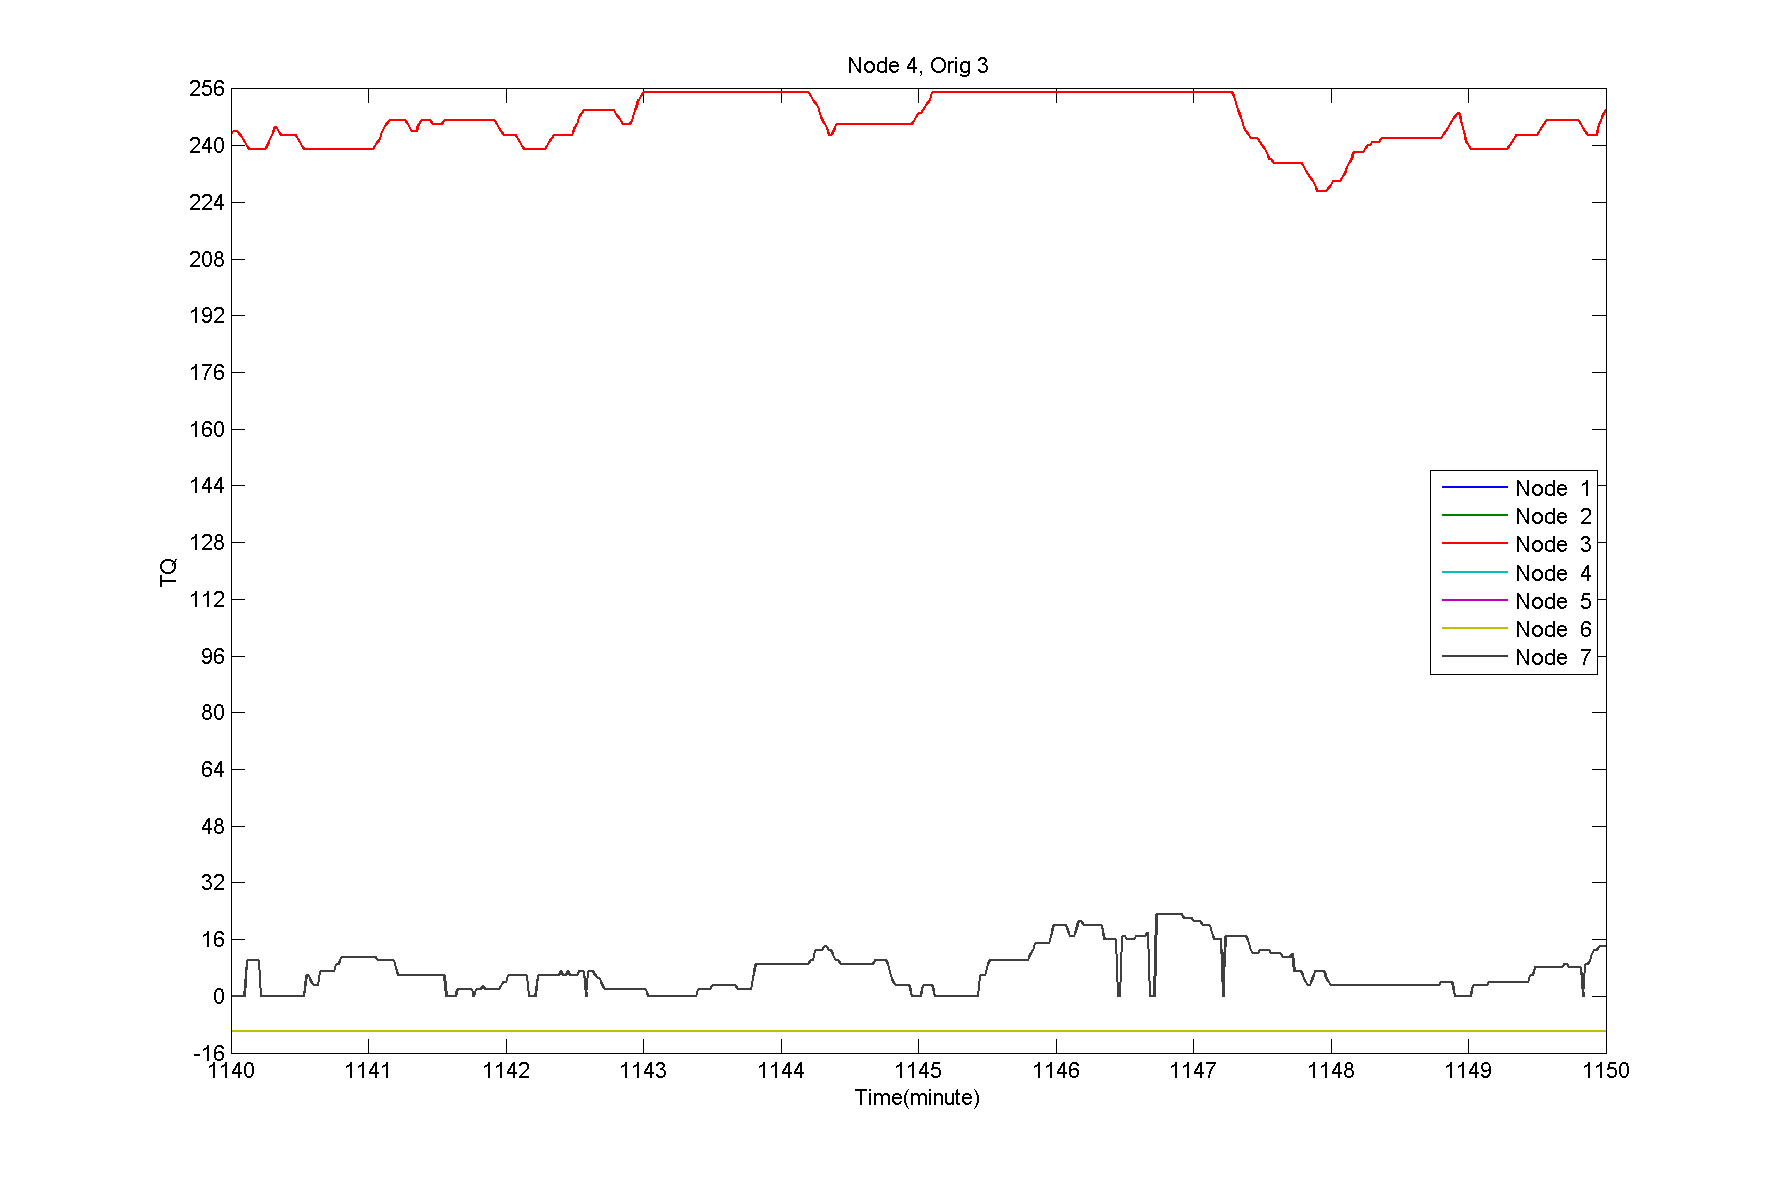 Node 4, Orig 3
256
240
224
208
192
176
160
144
128
112
96
80
64
48
32
16
0
-16
TQ
Node 1
Node 2
Node 3
Node 4
Node 5
Node 6
Node 7
1140 1141 1142 1143 1144 1145 1146 1147 1148 1149 1150
Time(minute)